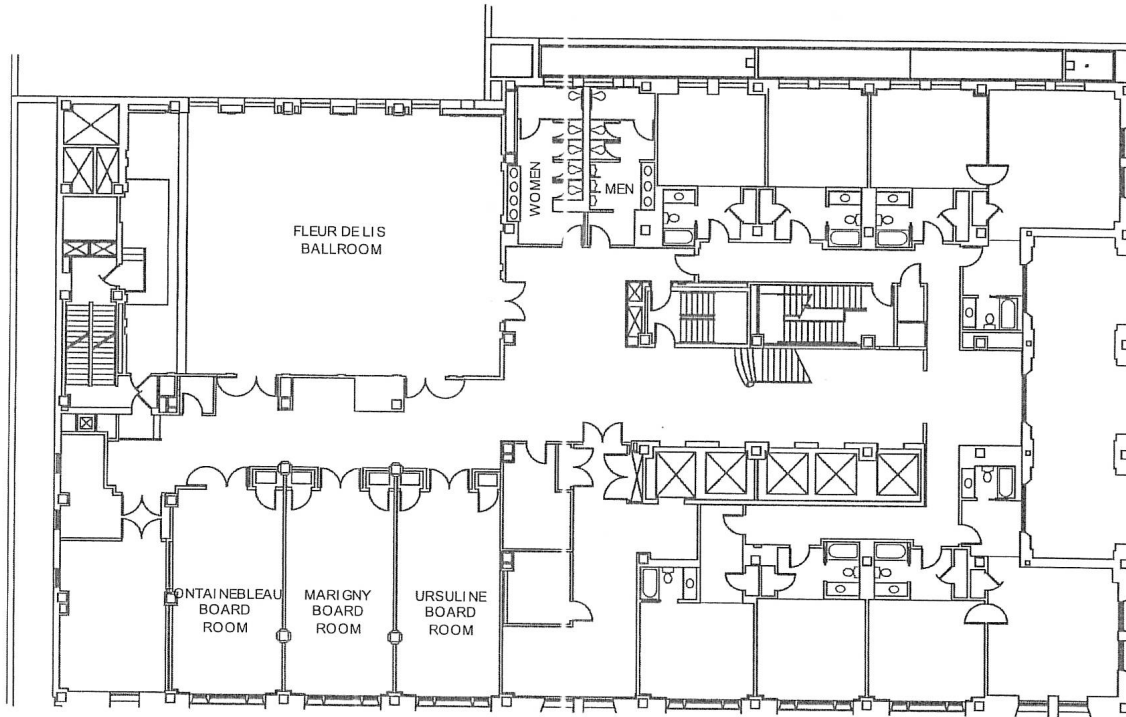 WOMEN
MEN
FLEUR DE LIS
BALLROOM
ONTAINEBLEAU
BOARD
ROOM
MARIGNY
BOARD
ROOM
URSULINE
BOARD
ROOM